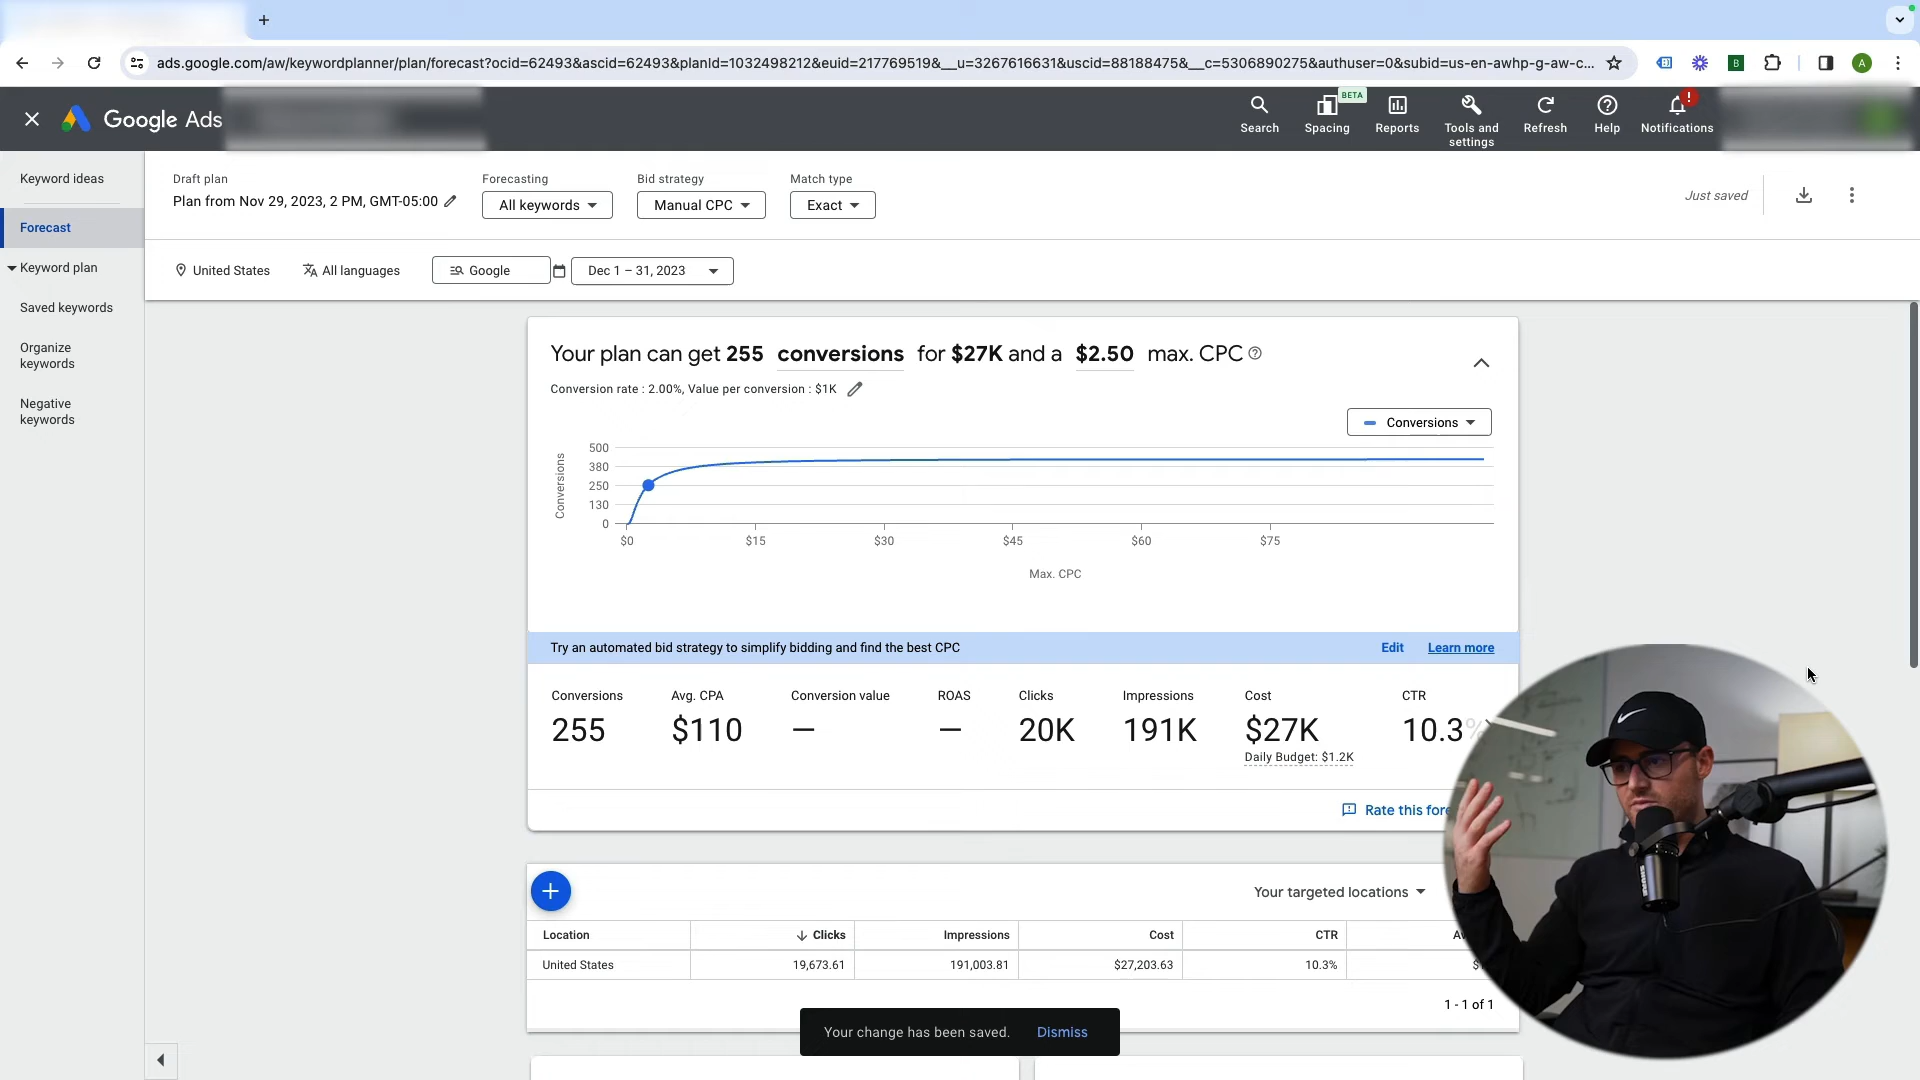 ads.google.com/aw/keywordplanner/plan/forecast?ocid=62493&ascid=62493&planId=1032498212&euid=217769519&__u=3267616631&uscid=88188475&__c=5306890275&authuser=0&subid=us-en-awhp-g-aw-c...
B
A
Google Ads
Search
BETA
Spacing
Reports
Tools and settings
Refresh
Help
Notifications
Keyword ideas
Forecast
Keyword plan
Saved keywords
Organize keywords
Negative keywords
Draft plan
Plan from Nov 29, 2023, 2 PM, GMT-05:00
Forecasting
All keywords
Bid strategy
Manual CPC
Match type
Exact
Just saved
United States
All languages
Google
Dec 1 – 31, 2023
Your plan can get 255 conversions for $27K and a $2.50 max. CPC
Conversion rate : 2.00%, Value per conversion : $1K
Conversions
Conversions
500
380
250
130
0
$0 $15 $30 $45 $60 $75
Max. CPC
Try an automated bid strategy to simplify bidding and find the best CPC Edit Learn more
Conversions Avg. CPA Conversion value ROAS Clicks Impressions Cost CTR
255 $110 — — 20K 191K $27K 10.3%
Daily Budget: $1.2K
Rate this
Your targeted locations
Location Clicks Impressions Cost CTR
United States 19,673.61 191,003.81 $27,203.63 10.3%
1 - 1 of 1
Your change has been saved. Dismiss